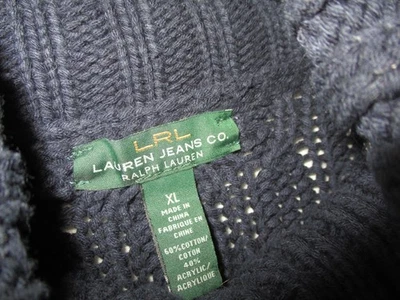 LRL
LAUREN JEANS CO.
RALPH LAUREN
XL
MADE IN
CHINA
FABRIQUE EN
CHINE
60%COTTON/
COTON
40%
ACRYLIC/
ACRYLIQUE